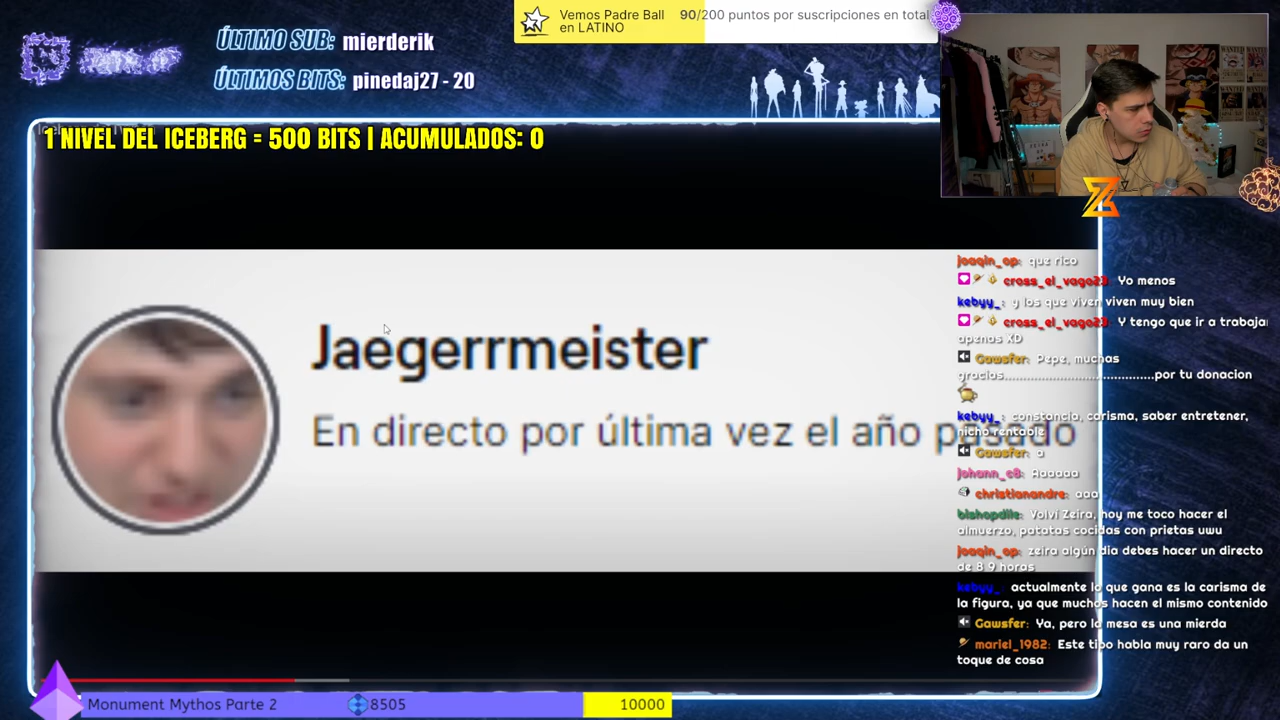 ÚLTIMO SUB: mierderik
ÚLTIMOS BITS: pinedaj27 - 20
Vemos Padre Ball
en LATINO
90/200 puntos por suscripciones en total
1 NIVEL DEL ICEBERG = 500 BITS | ACUMULADOS: 0
Jaegerrmeister
En directo por última vez el año pasado
joaqin_op: que rico
cross_el_vago23 Yo menos
kebyy_: y los que viven viven muy bien
cross_el_vago23: Y tengo que ir a trabaja
apenas XD
Gawsfer: Pepe, muchas
gracias..........................................por tu donacion
kebyy_: constancia, carisma, saber entretener,
nicho rentable
Gawsfer: a
johann_c8: Aaaaaa
christianandre: aaa
bishopdile: Volví Zeira, hoy me toco hacer el
almuerzo, patatas cocidas con prietas uwu
joaqin_op: zeira algún dia debes hacer un directo
de 8 9 horas
kebyy_: actualmente lo que gana es la carisma de
la figura, ya que muchos hacen el mismo contenido
Gawsfer: Ya, pero la mesa es una mierda
mariel_1982: Este tipo habla muy raro da un
toque de cosa
Monument Mythos Parte 2
8505
10000